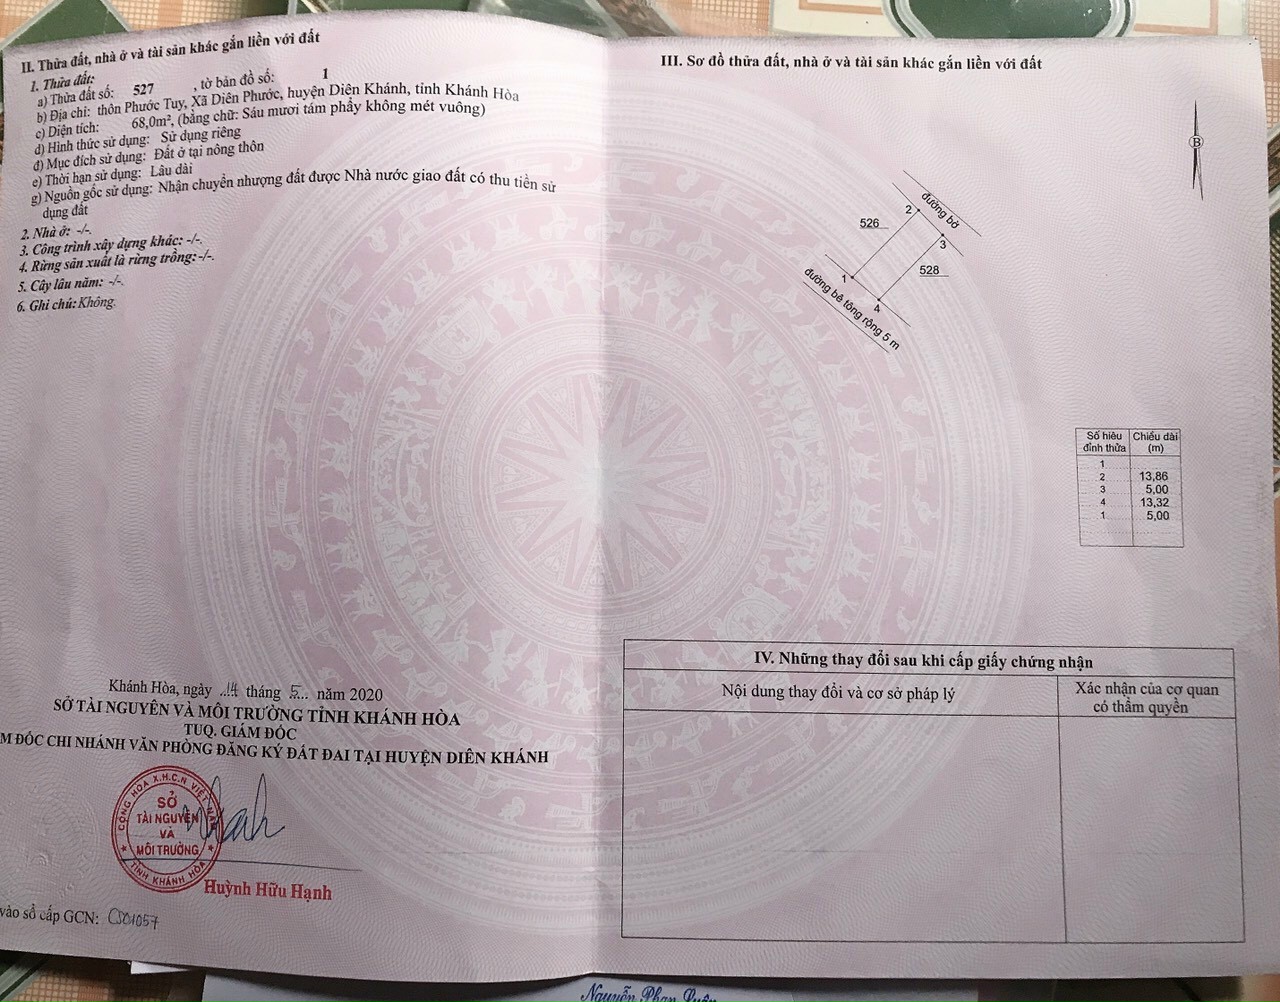 II. Thửa đất, nhà ở và tài sản khác gắn liền với đất
1. Thửa đất:
a) Thửa đất số: 527 , tờ bản đồ số: 1
b) Địa chỉ: thôn Phước Tuy, Xã Diên Phước, huyện Diên Khánh, tỉnh Khánh Hòa
c) Diện tích: 68,0m², (bằng chữ: Sáu mươi tám phẩy không mét vuông)
d) Hình thức sử dụng: Sử dụng riêng
đ) Mục đích sử dụng: Đất ở tại nông thôn
e) Thời hạn sử dụng: Lâu dài
g) Nguồn gốc sử dụng: Nhận chuyển nhượng đất được Nhà nước giao đất có thu tiền sử
dụng đất
2. Nhà ở: -/-.
3. Công trình xây dựng khác: -/-.
4. Rừng sản xuất là rừng trồng: -/-.
5. Cây lâu năm: -/-.
6. Ghi chú: Không.
Khánh Hòa, ngày 14 tháng 5 năm 2020
SỞ TÀI NGUYÊN VÀ MÔI TRƯỜNG TỈNH KHÁNH HÒA
TUQ. GIÁM ĐỐC
M ĐỐC CHI NHÁNH VĂN PHÒNG ĐĂNG KÝ ĐẤT ĐAI TẠI HUYỆN DIÊN KHÁNH
CỘNG HÒA X.H.C.N VIỆT NAM
SỞ
TÀI NGUYÊN
VÀ
MÔI TRƯỜNG
TỈNH KHÁNH HÒA
Huỳnh Hữu Hạnh
vào sổ cấp GCN: CS01057
III. Sơ đồ thửa đất, nhà ở và tài sản khác gắn liền với đất
B
đường bờ
2
526
3
528
1
4
đường bê tông rộng 5 m
Số hiệu đỉnh thửa Chiều dài (m)
1
2 13,86
3 5,00
4 13,32
1 5,00
IV. Những thay đổi sau khi cấp giấy chứng nhận
Nội dung thay đổi và cơ sở pháp lý
Xác nhận của cơ quan
có thẩm quyền
Nguyễn Phan